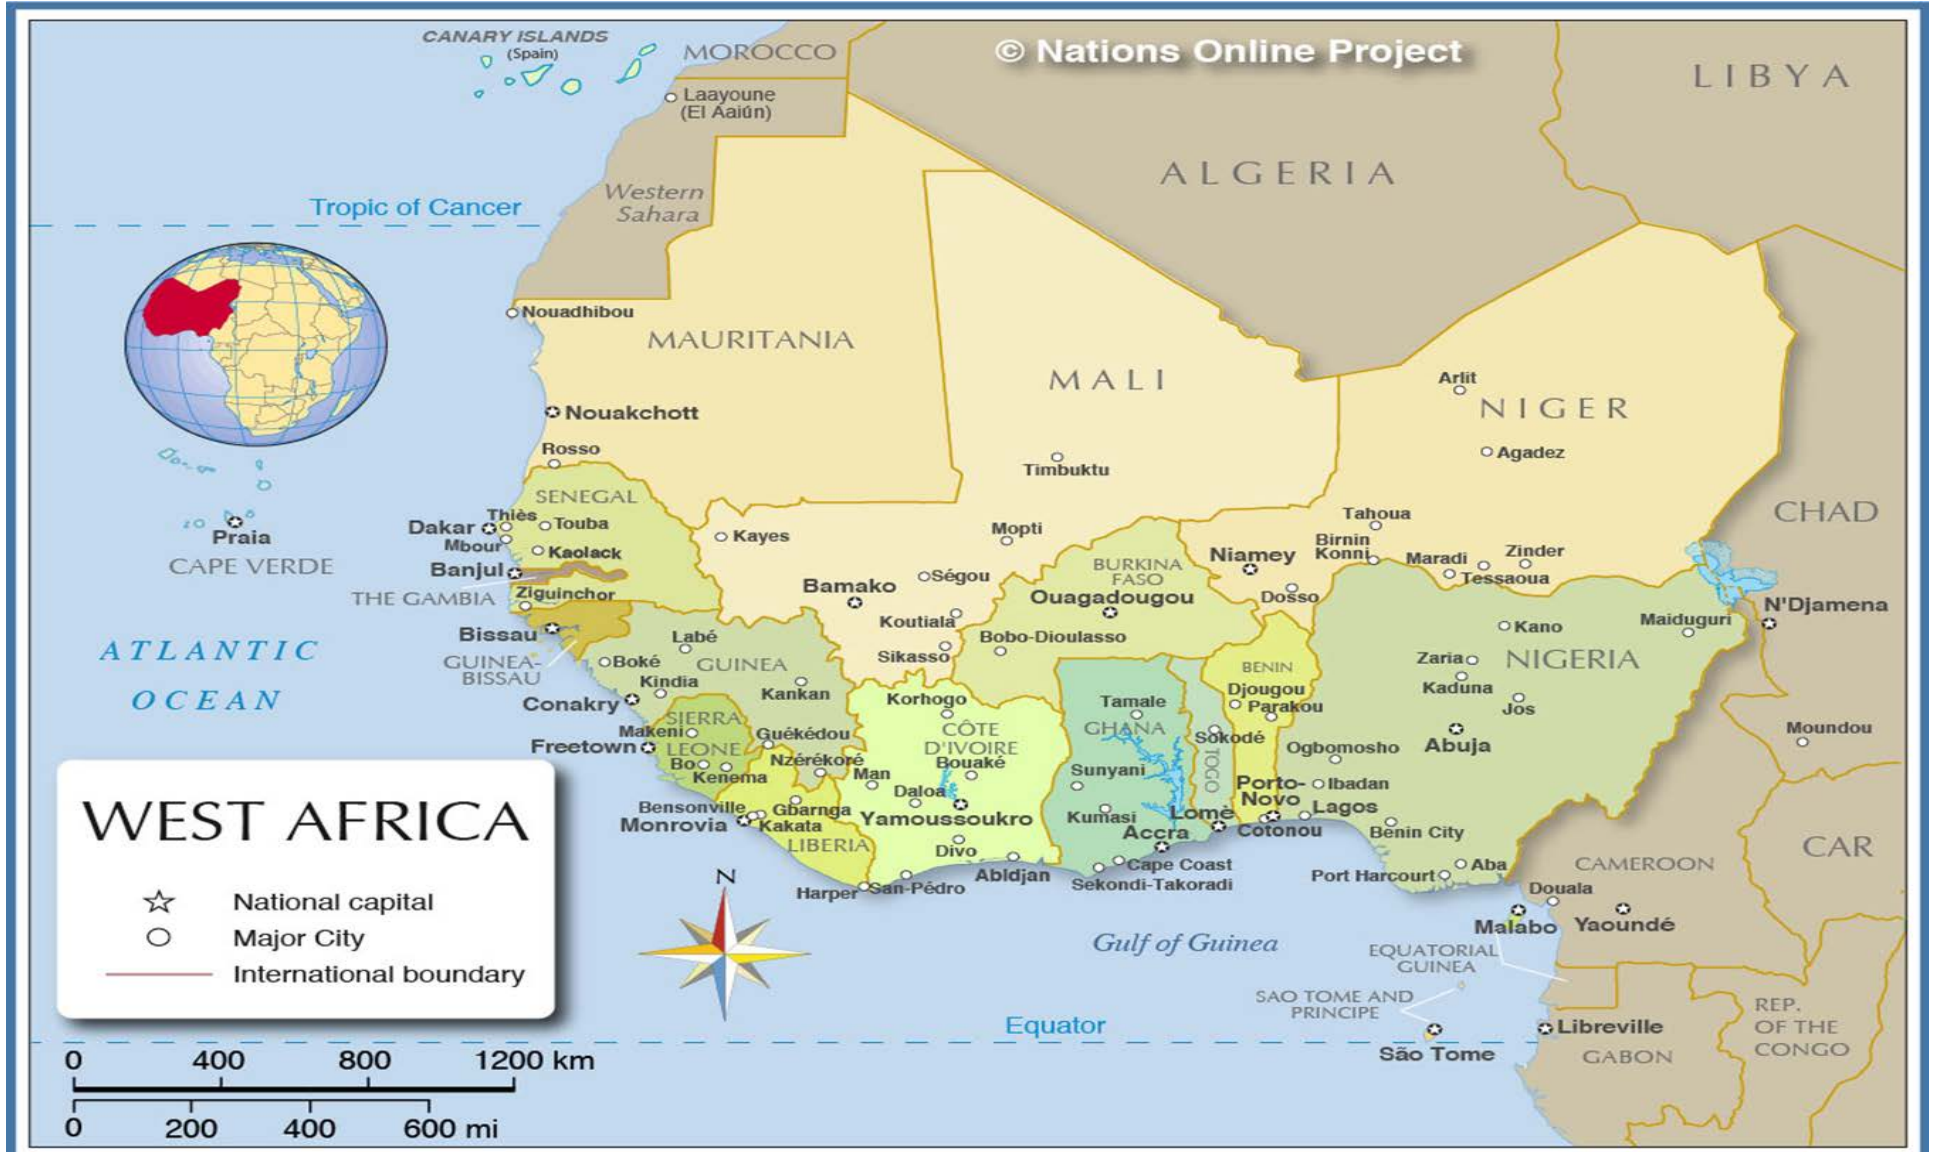 CANARY ISLANDS
(Spain)
MOROCCO
© Nations Online Project
LIBYA
Laayoune
(El Aaiún)
ALGERIA
Western
Sahara
Tropic of Cancer
Nouadhibou
MAURITANIA
MALI
Arlit
NIGER
Nouakchott
Rosso
Timbuktu
Agadez
SENEGAL
Thiès
Touba
Dakar
Mbour
Kaolack
Praia
CAPE VERDE
Kayes
Mopti
Tahoua
Birnin
Konni
Maradi
Zinder
Tessaoua
CHAD
Niamey
Dosso
Banjul
THE GAMBIA
Ziguinchor
Bamako
Ségou
Koutiala
Sikasso
BURKINA
FASO
Ouagadougou
Bobo-Dioulasso
N'Djamena
Maiduguri
Kano
Zaria
NIGERIA
Kaduna
Jos
Abuja
ATLANTIC
OCEAN
Bissau
GUINEA-
BISSAU
Labé
Boké
GUINEA
Kindia
Kankan
Conakry
SIERRA
LEONE
Makeni
Freetown
Bo
Kenema
Guékédou
Nzérékoré
Korhogo
CÔTE
D'IVOIRE
Bouaké
Man
Daloa
Yamoussoukro
Divo
Abidjan
San-Pédro
Tamale
GHANA
Sunyani
Kumasi
Accra
Cape Coast
Sekondi-Takoradi
BENIN
Djougou
Parakou
Sokodé
TOGO
Lomè
Porto-
Novo
Cotonou
Ogbomosho
Ibadan
Lagos
Benin City
Port Harcourt
Aba
Moundou
Bensonville
Monrovia
Gbarnga
Kakata
LIBERIA
Harper
CAMEROON
CAR
Douala
Malabo
Yaoundé
EQUATORIAL
GUINEA
SAO TOME AND
PRINCIPE
São Tome
Libreville
GABON
REP.
OF THE
CONGO
Gulf of Guinea
Equator
N
WEST AFRICA
National capital
Major City
International boundary
0 400 800 1200 km
0 200 400 600 mi